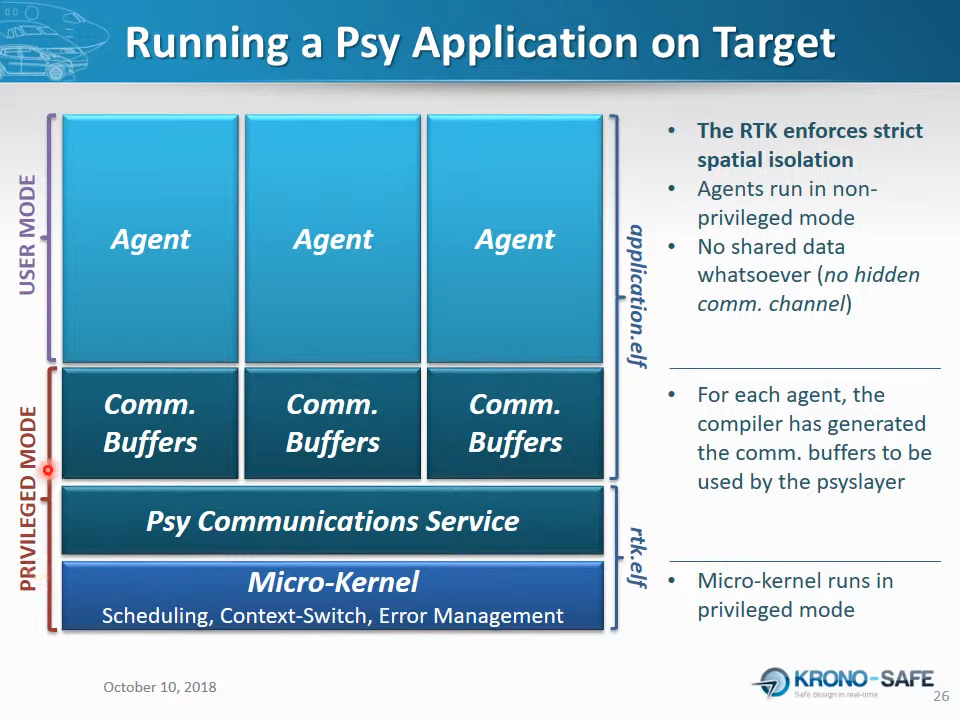 Running a Psy Application on Target
USER MODE
PRIVILEGED MODE
Agent
Agent
Agent
Comm.
Buffers
Comm.
Buffers
Comm.
Buffers
Psy Communications Service
Micro-Kernel
Scheduling, Context-Switch, Error Management
application.elf
rtk.elf
• The RTK enforces strict
spatial isolation
• Agents run in non-
privileged mode
• No shared data
whatsoever (no hidden
comm. channel)
• For each agent, the
compiler has generated
the comm. buffers to be
used by the psyslayer
• Micro-kernel runs in
privileged mode
October 10, 2018
KRONO-SAFE
Safe design in real-time
26